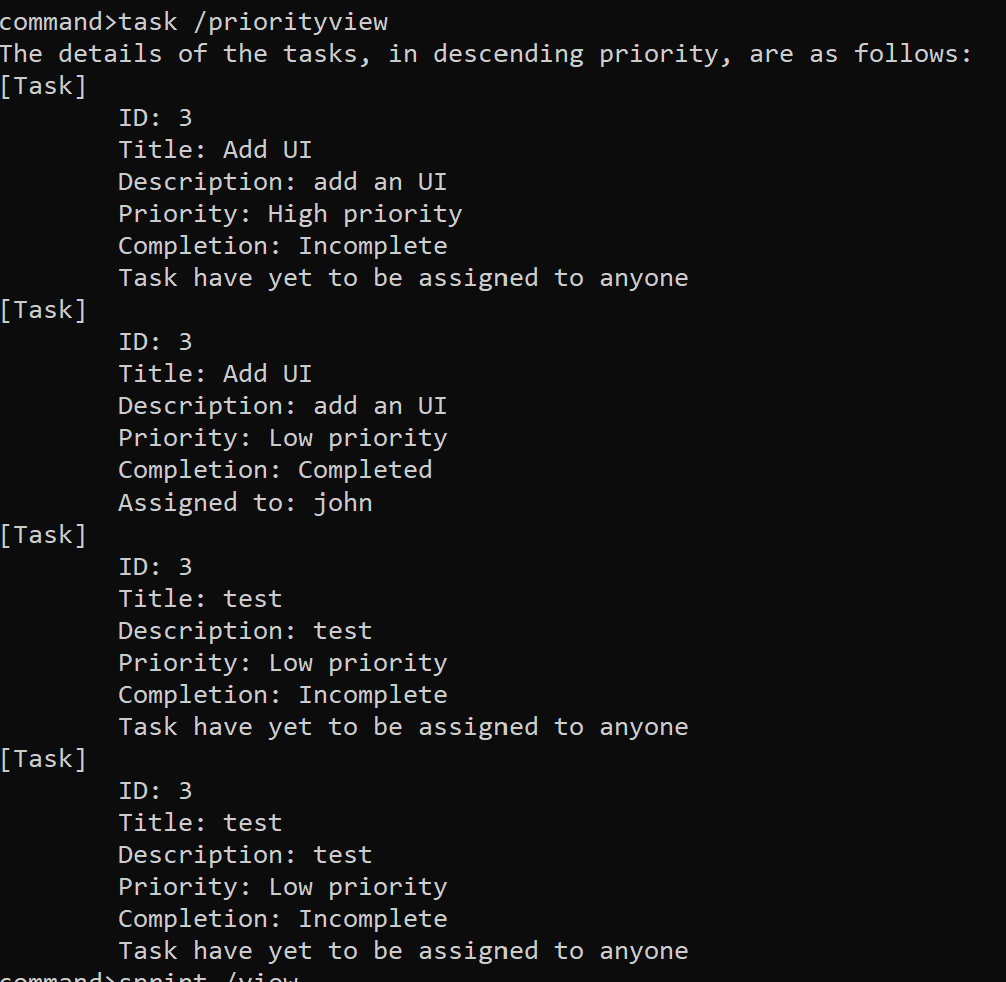 command>task /priorityview
The details of the tasks, in descending priority, are as follows:
[Task]
ID: 3
Title: Add UI
Description: add an UI
Priority: High priority
Completion: Incomplete
Task have yet to be assigned to anyone
[Task]
ID: 3
Title: Add UI
Description: add an UI
Priority: Low priority
Completion: Completed
Assigned to: john
[Task]
ID: 3
Title: test
Description: test
Priority: Low priority
Completion: Incomplete
Task have yet to be assigned to anyone
[Task]
ID: 3
Title: test
Description: test
Priority: Low priority
Completion: Incomplete
Task have yet to be assigned to anyone
command>sprint /view